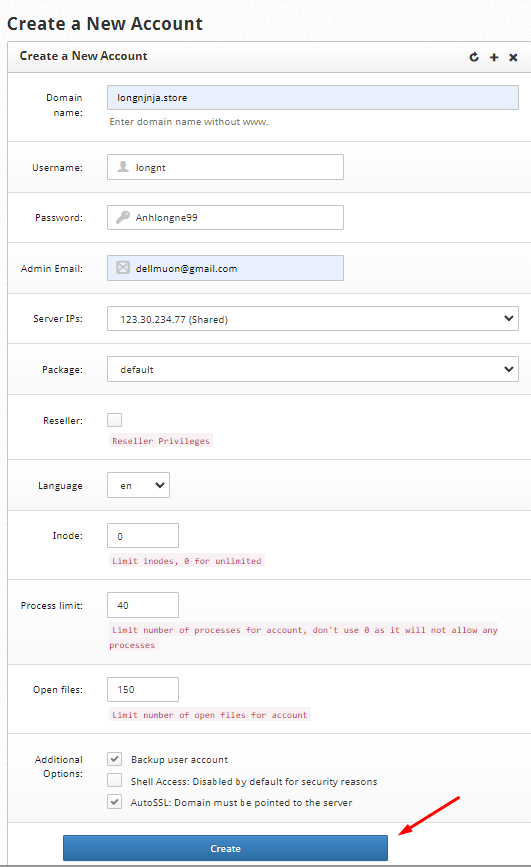 Create a New Account
Create a New Account
Domain name:
longnjnja.store
Enter domain name without www.
Username:
longnt
Password:
Anhlongne99
Admin Email:
dellmuon@gmail.com
Server IPs:
123.30.234.77 (Shared)
Package:
default
Reseller:
Reseller Privileges
Language
en
Inode:
0
Limit inodes, 0 for unlimited
Process limit:
40
Limit number of processes for account, don't use 0 as it will not allow any
processes
Open files:
150
Limit number of open files for account
Additional
Options:
Backup user account
Shell Access: Disabled by default for security reasons
AutoSSL: Domain must be pointed to the server
Create